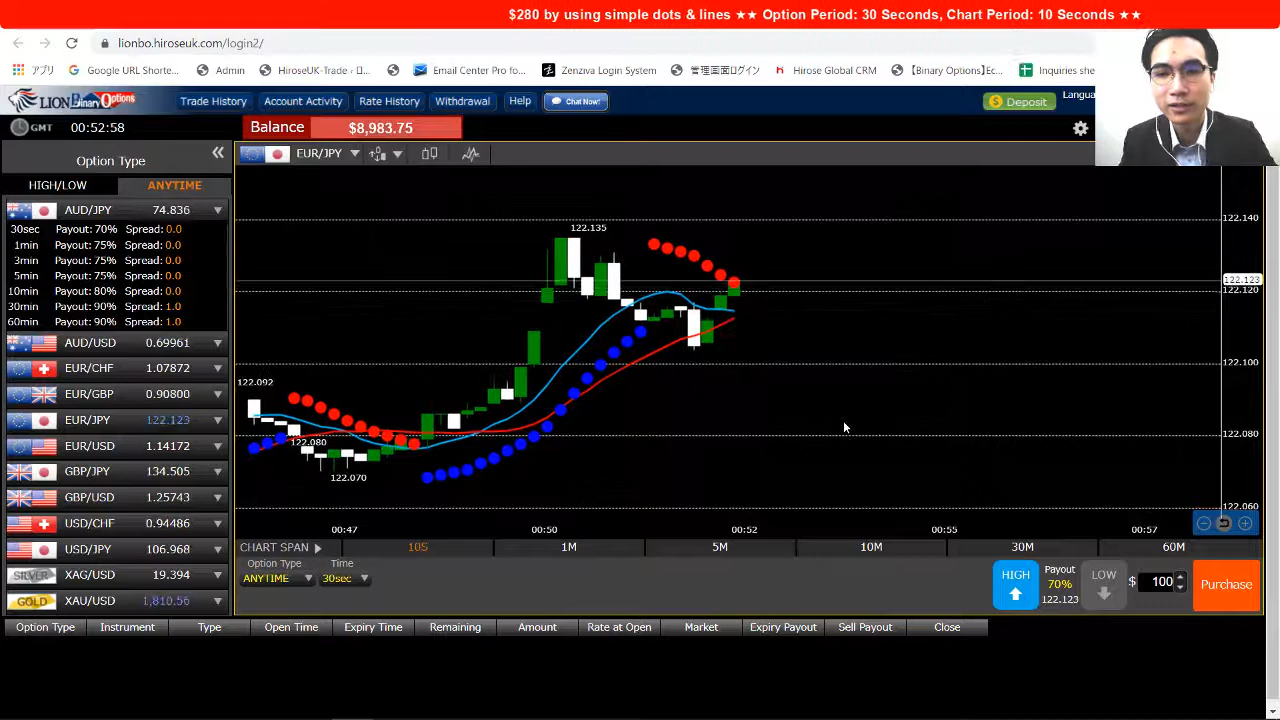 $280 by using simple dots & lines ★★ Option Period: 30 Seconds, Chart Period: 10 Seconds ★★
lionbo.hiroseuk.com/login2/
アプリ Google URL Shorte... Admin HiroseUK-Trade ‹ ロ... Email Center Pro -... Zenziva Login System 管理画面ログイン Hirose Global CRM 【Binary Options】Ec... Inquiries she
LION Binary Options Trade History Account Activity Rate History Withdrawal Help Chat Now! $ Deposit Langua
GMT 00:52:58 Balance $8,983.75
Option Type « EUR/JPY
HIGH/LOW ANYTIME
AUD/JPY 74.836
30sec Payout: 70% Spread: 0.0
1min Payout: 75% Spread: 0.0
3min Payout: 75% Spread: 0.0
5min Payout: 75% Spread: 0.0
10min Payout: 80% Spread: 0.0
30min Payout: 90% Spread: 1.0
60min Payout: 90% Spread: 1.0
AUD/USD 0.69961
EUR/CHF 1.07872
EUR/GBP 0.90800
EUR/JPY 122.123
EUR/USD 1.14172
GBP/JPY 134.505
GBP/USD 1.25743
USD/CHF
USD/JPY 106.968
SILVER XAG/USD 19.394
GOLD XAU/USD 1,810.56
122.135
122.092
122.080
122.070
122.140
122.123
122.120
122.100
122.080
122.060
00:47 00:50 00:52 00:55 00:57
CHART SPAN 10S 1M 5M 10M 30M 60M
Option Type Time
ANYTIME 30sec
HIGH Payout 70% 122.123 LOW $ 100 Purchase
Option Type Instrument Type Open Time Expiry Time Remaining Amount Rate at Open Market Expiry Payout Sell Payout Close